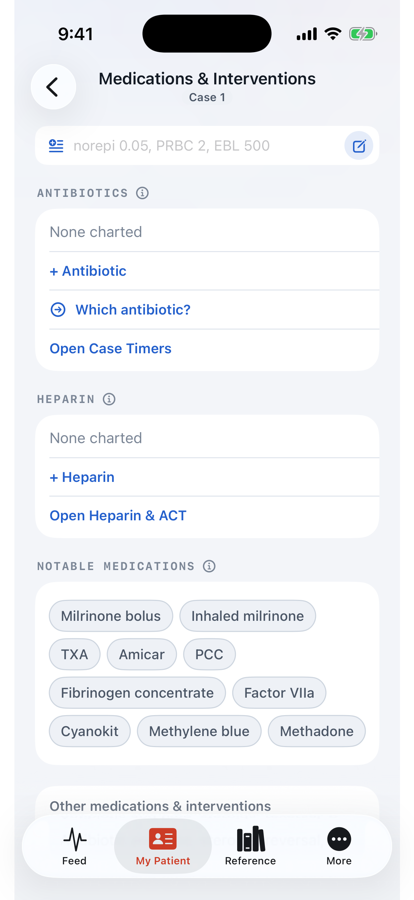 9:41
Medications & Interventions
Case 1
norepi 0.05, PRBC 2, EBL 500
ANTIBIOTICS
None charted
+ Antibiotic
Which antibiotic?
Open Case Timers
HEPARIN
None charted
+ Heparin
Open Heparin & ACT
NOTABLE MEDICATIONS
Milrinone bolus Inhaled milrinone
TXA Amicar PCC
Fibrinogen concentrate Factor VIIa
Cyanokit Methylene blue Methadone
Other medications & interventions
Feed My Patient Reference More